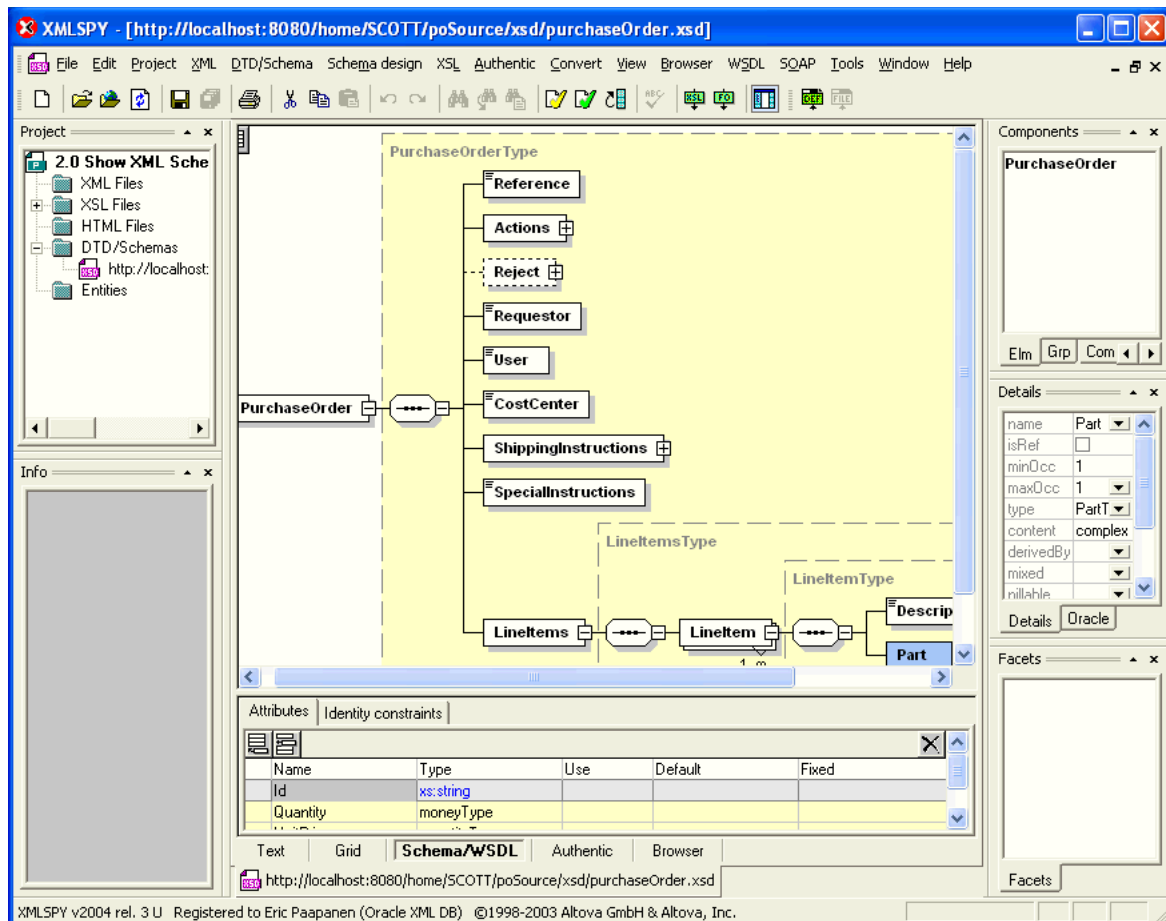 XMLSPY - [http://localhost:8080/home/SCOTT/poSource/xsd/purchaseOrder.xsd]
File Edit Project XML DTD/Schema Schema design XSL Authentic Convert View Browser WSDL SOAP Tools Window Help
ABC XSL FO DEF FILE
Project
2.0 Show XML Sche
XML Files
XSL Files
HTML Files
DTD/Schemas
http://localhost:
Entities
Info
PurchaseOrderType
Reference
Actions
Reject
Requestor
User
PurchaseOrder
CostCenter
ShippingInstructions
SpecialInstructions
LineItemsType
LineItemType
LineItems
LineItem
Descrip
Part
Attributes Identity constraints
Name Type Use Default Fixed
Id xs:string
Quantity moneyType
Text Grid Schema/WSDL Authentic Browser
http://localhost:8080/home/SCOTT/poSource/xsd/purchaseOrder.xsd
Components
PurchaseOrder
Elm Grp Com
Details
name Part
isRef
minOcc 1
maxOcc 1
type PartT
content complex
derivedBy
mixed
nillable
Details Oracle
Facets
Facets
XMLSPY v2004 rel. 3 U Registered to Eric Paapanen (Oracle XML DB) ©1998-2003 Altova GmbH & Altova, Inc.